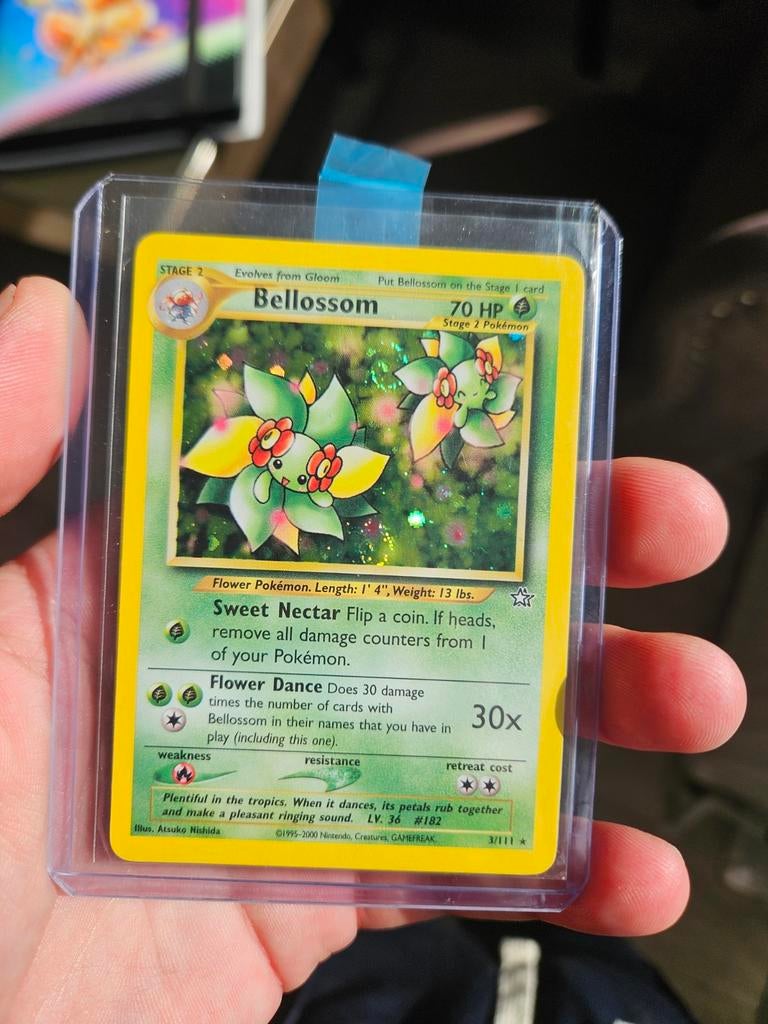 STAGE 2 Evolves from Gloom Put Bellossom on the Stage 1 card
Bellossom 70 HP
Stage 2 Pokémon
Flower Pokémon. Length: 1' 4", Weight: 13 lbs.
Sweet Nectar Flip a coin. If heads,
remove all damage counters from 1
of your Pokémon.
Flower Dance Does 30 damage
times the number of cards with
Bellossom in their names that you have in
play (including this one).
30x
weakness resistance retreat cost
Plentiful in the tropics. When it dances, its petals rub together
and make a pleasant ringing sound. LV. 36 #182
Illus. Atsuko Nishida ©1995-2000 Nintendo, Creatures, GAMEFREAK. 3/111 ★